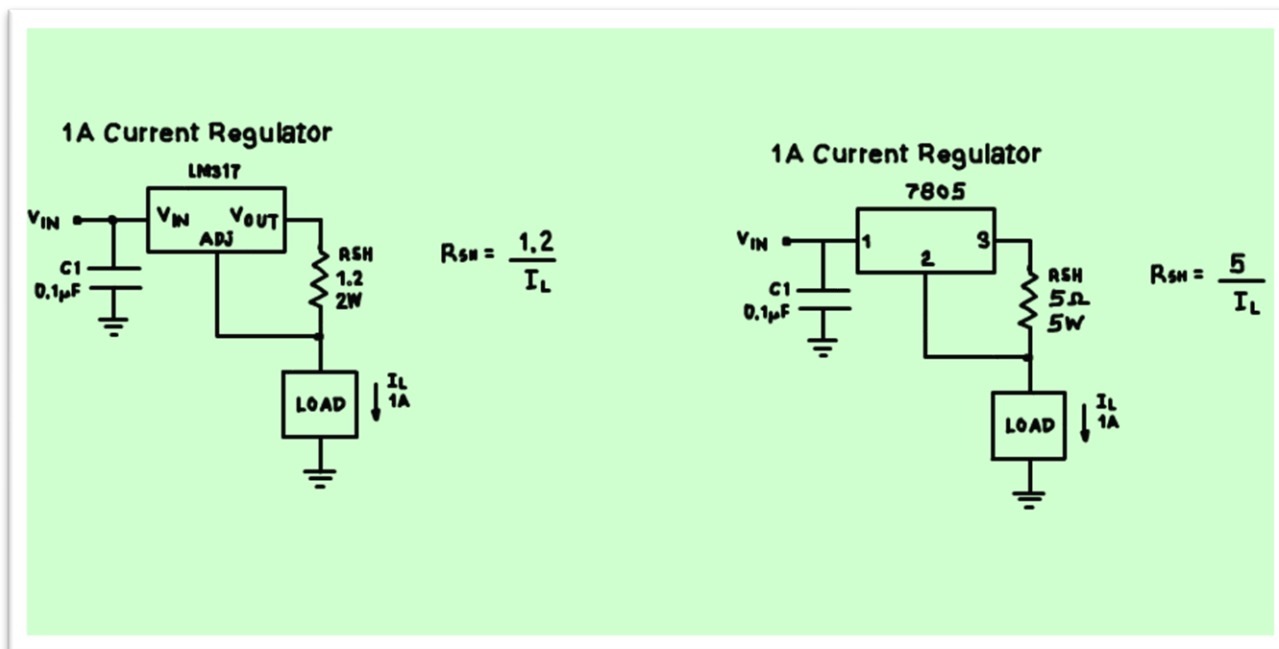 1A Current Regulator
LM317
VIN
VIN
VOUT
ADJ
C1
0.1µF
RSH
1.2
2W
RSH = 1.2
IL
LOAD
IL
1A
1A Current Regulator
7805
VIN
1
2
3
C1
0.1µF
RSH
5Ω
5W
RSH = 5
IL
LOAD
IL
1A